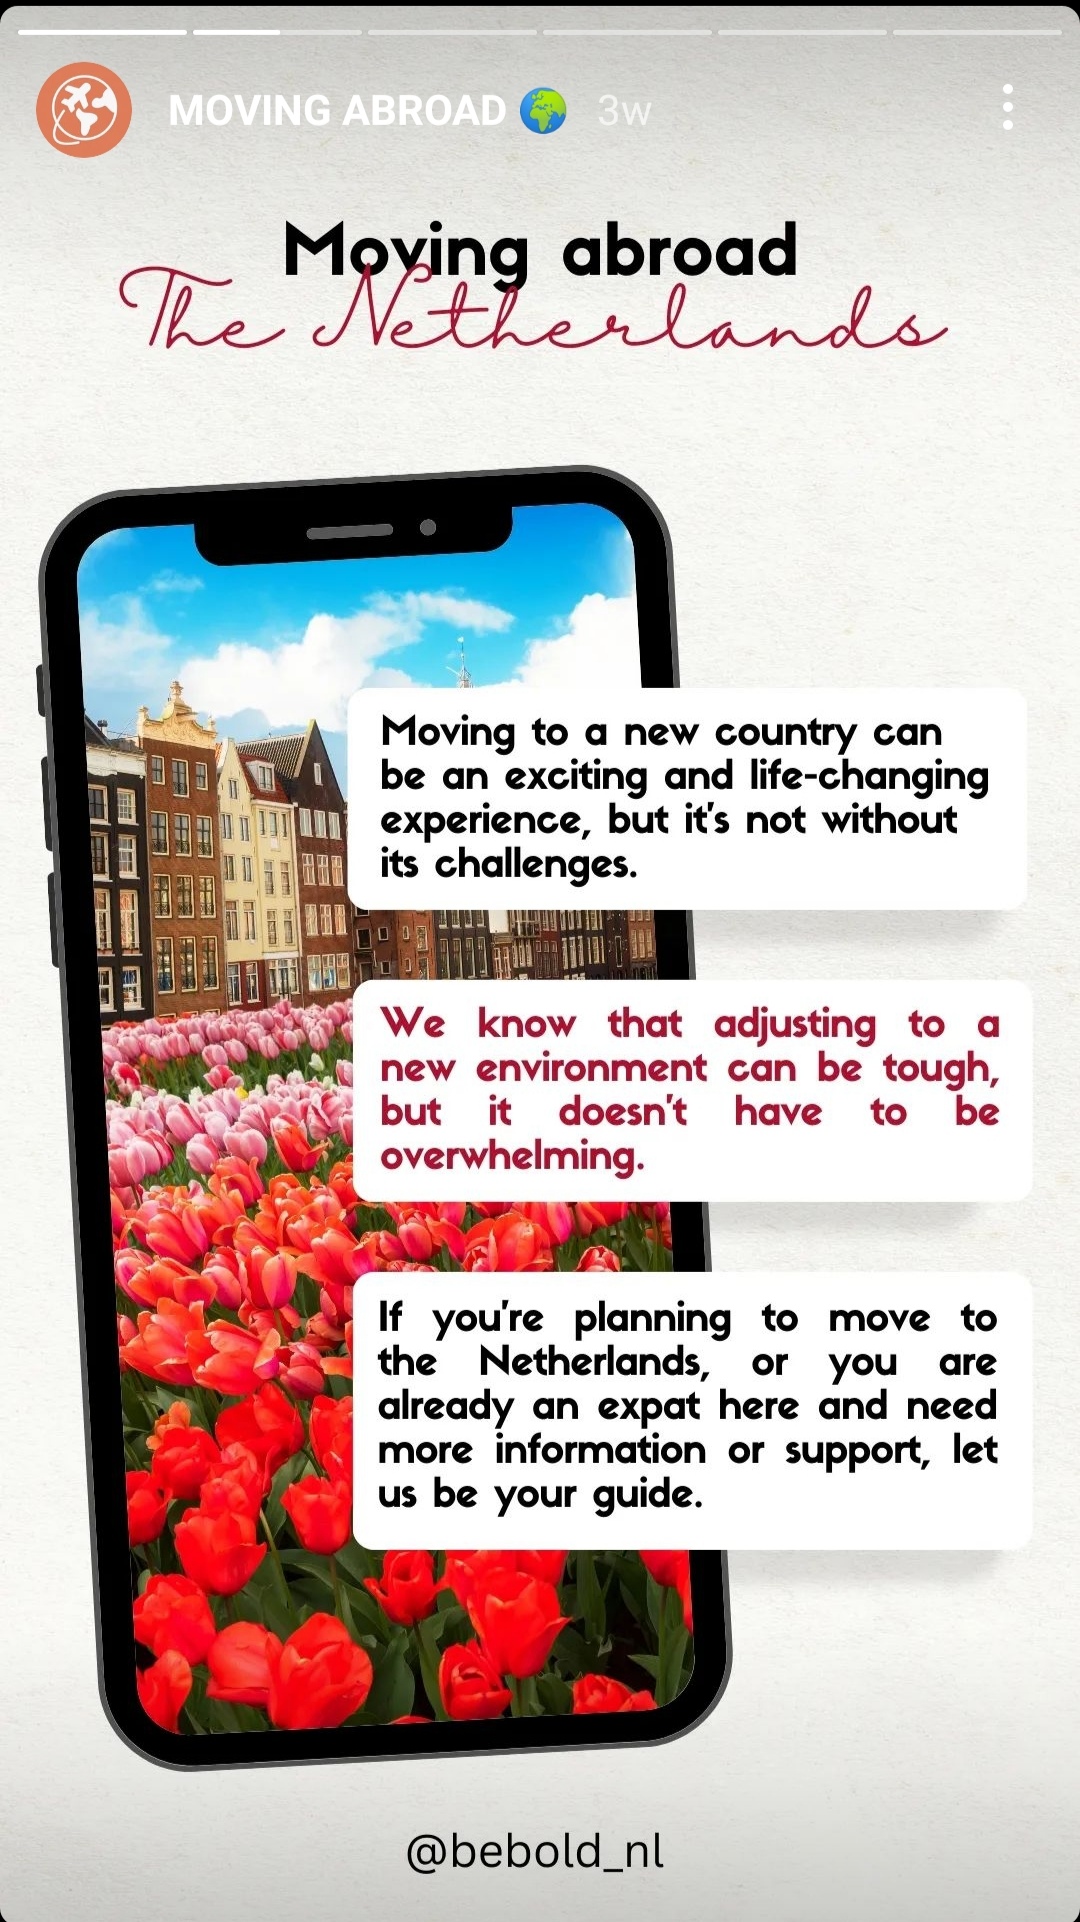 MOVING ABROAD 🌍 3w
Moving abroad
The Netherlands
Moving to a new country can
be an exciting and life-changing
experience, but it's not without
its challenges.
We know that adjusting to a
new environment can be tough,
but it doesn't have to be
overwhelming.
If you're planning to move to
the Netherlands, or you are
already an expat here and need
more information or support, let
us be your guide.
@bebold_nl